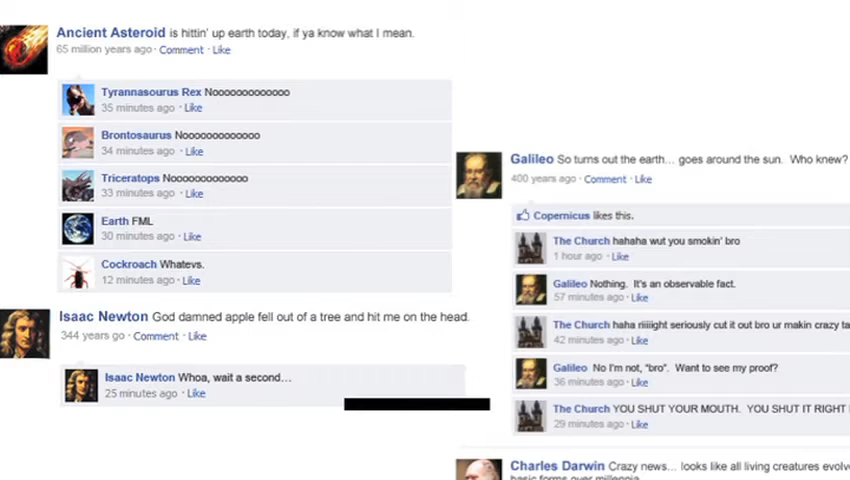 Ancient Asteroid is hittin' up earth today, if ya know what I mean.
65 million years ago · Comment · Like
Tyrannasourus Rex Nooooooooooooo
35 minutes ago · Like
Brontosaurus Nooooooooooooo
34 minutes ago · Like
Triceratops Nooooooooooooo
33 minutes ago · Like
Earth FML
30 minutes ago · Like
Cockroach Whatevs.
12 minutes ago · Like
Isaac Newton God damned apple fell out of a tree and hit me on the head.
344 years go · Comment · Like
Isaac Newton Whoa, wait a second...
25 minutes ago · Like
Galileo So turns out the earth... goes around the sun. Who knew?
400 years ago · Comment · Like
Copernicus likes this.
The Church hahaha wut you smokin' bro
1 hour ago · Like
Galileo Nothing. It's an observable fact.
57 minutes ago · Like
The Church haha riiiight seriously cut it out bro ur makin crazy ta
42 minutes ago · Like
Galileo No I'm not, "bro". Want to see my proof?
36 minutes ago · Like
The Church YOU SHUT YOUR MOUTH. YOU SHUT IT RIGHT
29 minutes ago · Like
Charles Darwin Crazy news... looks like all living creatures evolve
basic forms over millennia